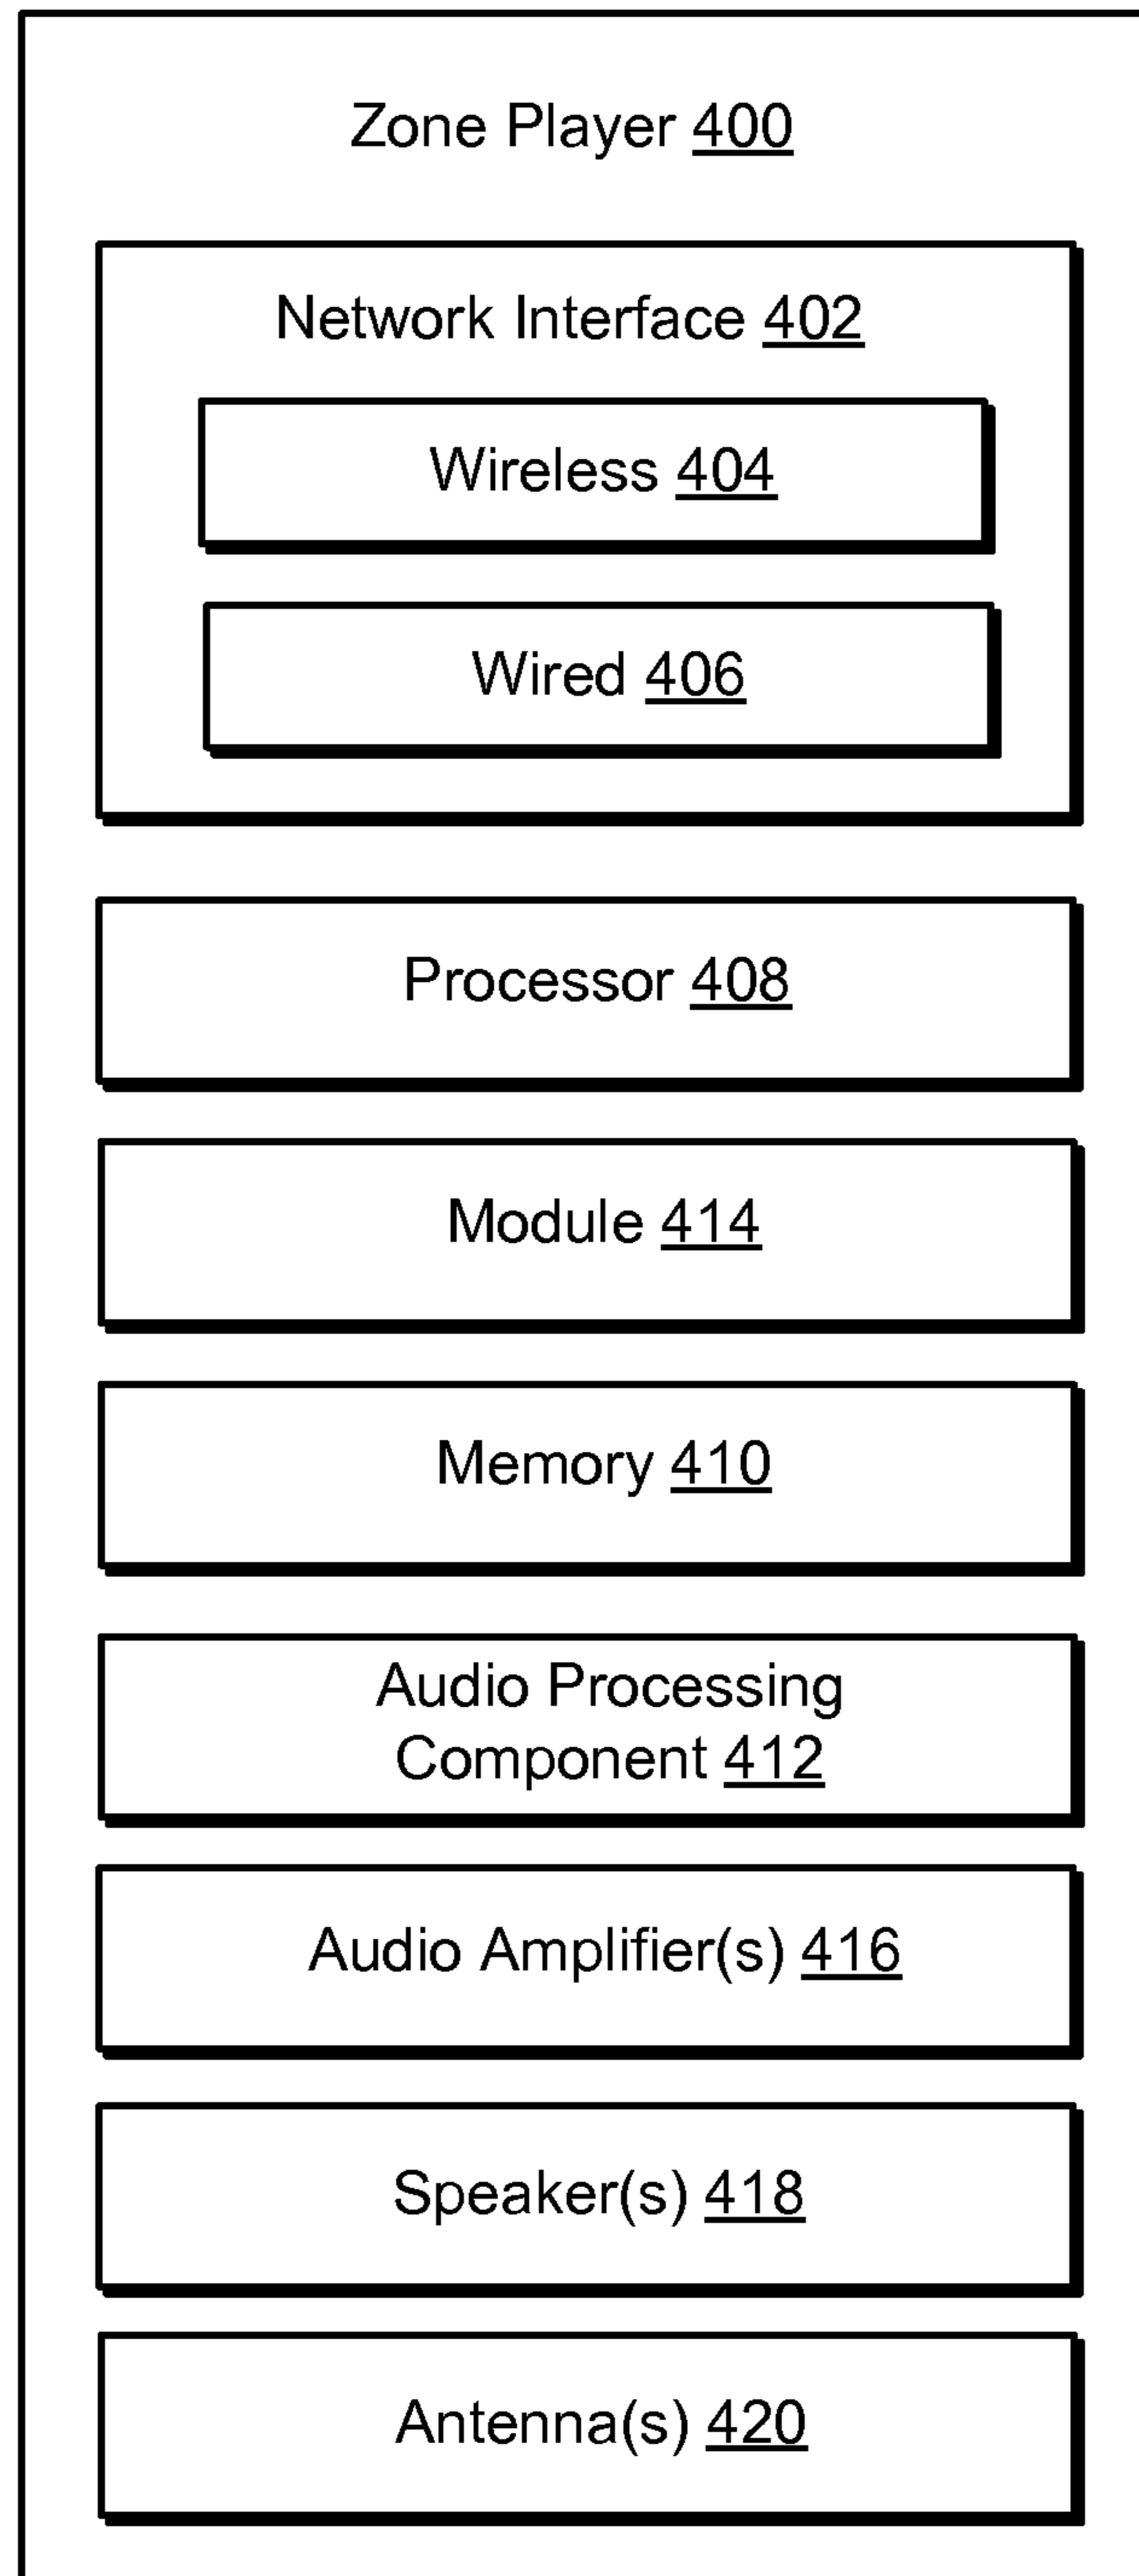 Zone Player 400
Network Interface 402
Wireless 404
Wired 406
Processor 408
Module 414
Memory 410
Audio Processing
Component 412
Audio Amplifier(s) 416
Speaker(s) 418
Antenna(s) 420